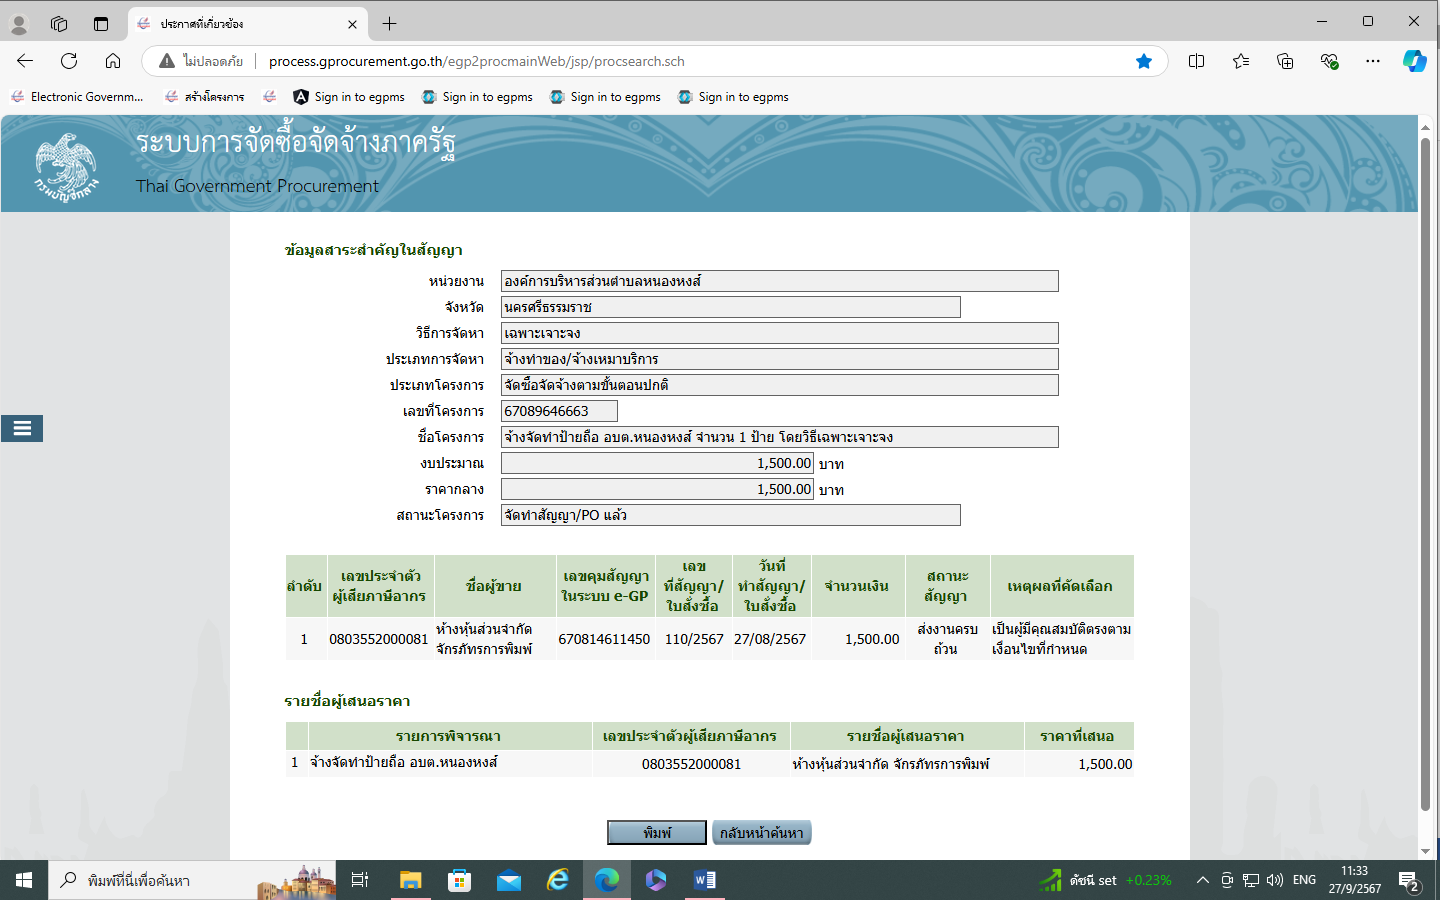 ประกาศที่เกี่ยวข้อง
ไม่ปลอดภัย
process.gprocurement.go.th/egp2procmainWeb/jsp/procsearch.sch
Electronic Governm...
สร้างโครงการ
Sign in to egpms
Sign in to egpms
Sign in to egpms
Sign in to egpms
ระบบการจัดซื้อจัดจ้างภาครัฐ
Thai Government Procurement
กรมบัญชีกลาง
ข้อมูลสาระสำคัญในสัญญา
หน่วยงาน องค์การบริหารส่วนตำบลหนองหงส์
จังหวัด นครศรีธรรมราช
วิธีการจัดหา เฉพาะเจาะจง
ประเภทการจัดหา จ้างทำของ/จ้างเหมาบริการ
ประเภทโครงการ จัดซื้อจัดจ้างตามขั้นตอนปกติ
เลขที่โครงการ 67089646663
ชื่อโครงการ จ้างจัดทำป้ายถือ อบต.หนองหงส์ จำนวน 1 ป้าย โดยวิธีเฉพาะเจาะจง
งบประมาณ 1,500.00 บาท
ราคากลาง 1,500.00 บาท
สถานะโครงการ จัดทำสัญญา/PO แล้ว
ลำดับ เลขประจำตัวผู้เสียภาษีอากร ชื่อผู้ขาย เลขคุมสัญญาในระบบ e-GP เลขที่สัญญา/ใบสั่งซื้อ วันที่ทำสัญญา/ใบสั่งซื้อ จำนวนเงิน สถานะสัญญา เหตุผลที่คัดเลือก
1 0803552000081 ห้างหุ้นส่วนจำกัด จักรภัทรการพิมพ์ 670814611450 110/2567 27/08/2567 1,500.00 ส่งงานครบถ้วน เป็นผู้มีคุณสมบัติตรงตามเงื่อนไขที่กำหนด
รายชื่อผู้เสนอราคา
รายการพิจารณา เลขประจำตัวผู้เสียภาษีอากร รายชื่อผู้เสนอราคา ราคาที่เสนอ
1 จ้างจัดทำป้ายถือ อบต.หนองหงส์ 0803552000081 ห้างหุ้นส่วนจำกัด จักรภัทรการพิมพ์ 1,500.00
พิมพ์ กลับหน้าค้นหา
พิมพ์ที่นี่เพื่อค้นหา
ดัชนี set +0.23%
ENG
11:33
27/9/2567
2